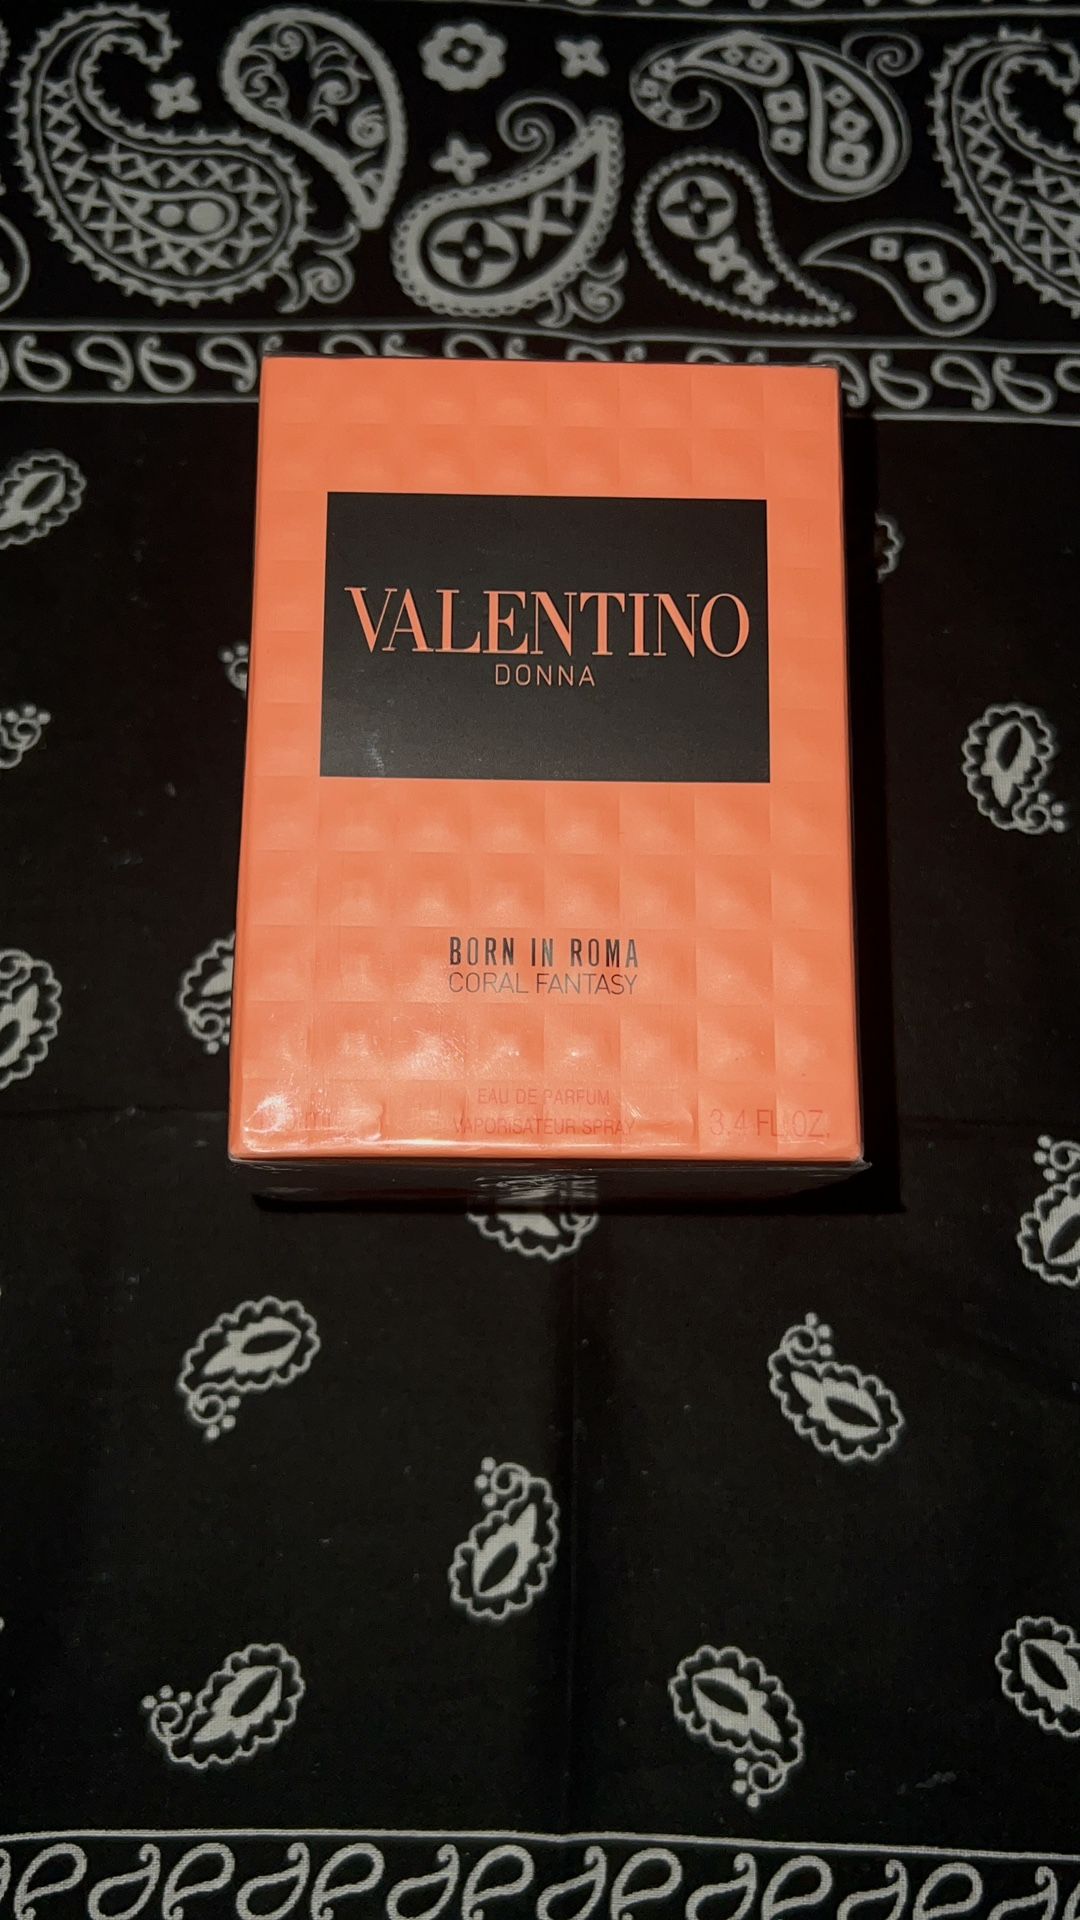 VALENTINO
DONNA
BORN IN ROMA
CORAL FANTASY
EAU DE PARFUM
VAPORISATEUR SPRAY
3.4 FL.OZ.